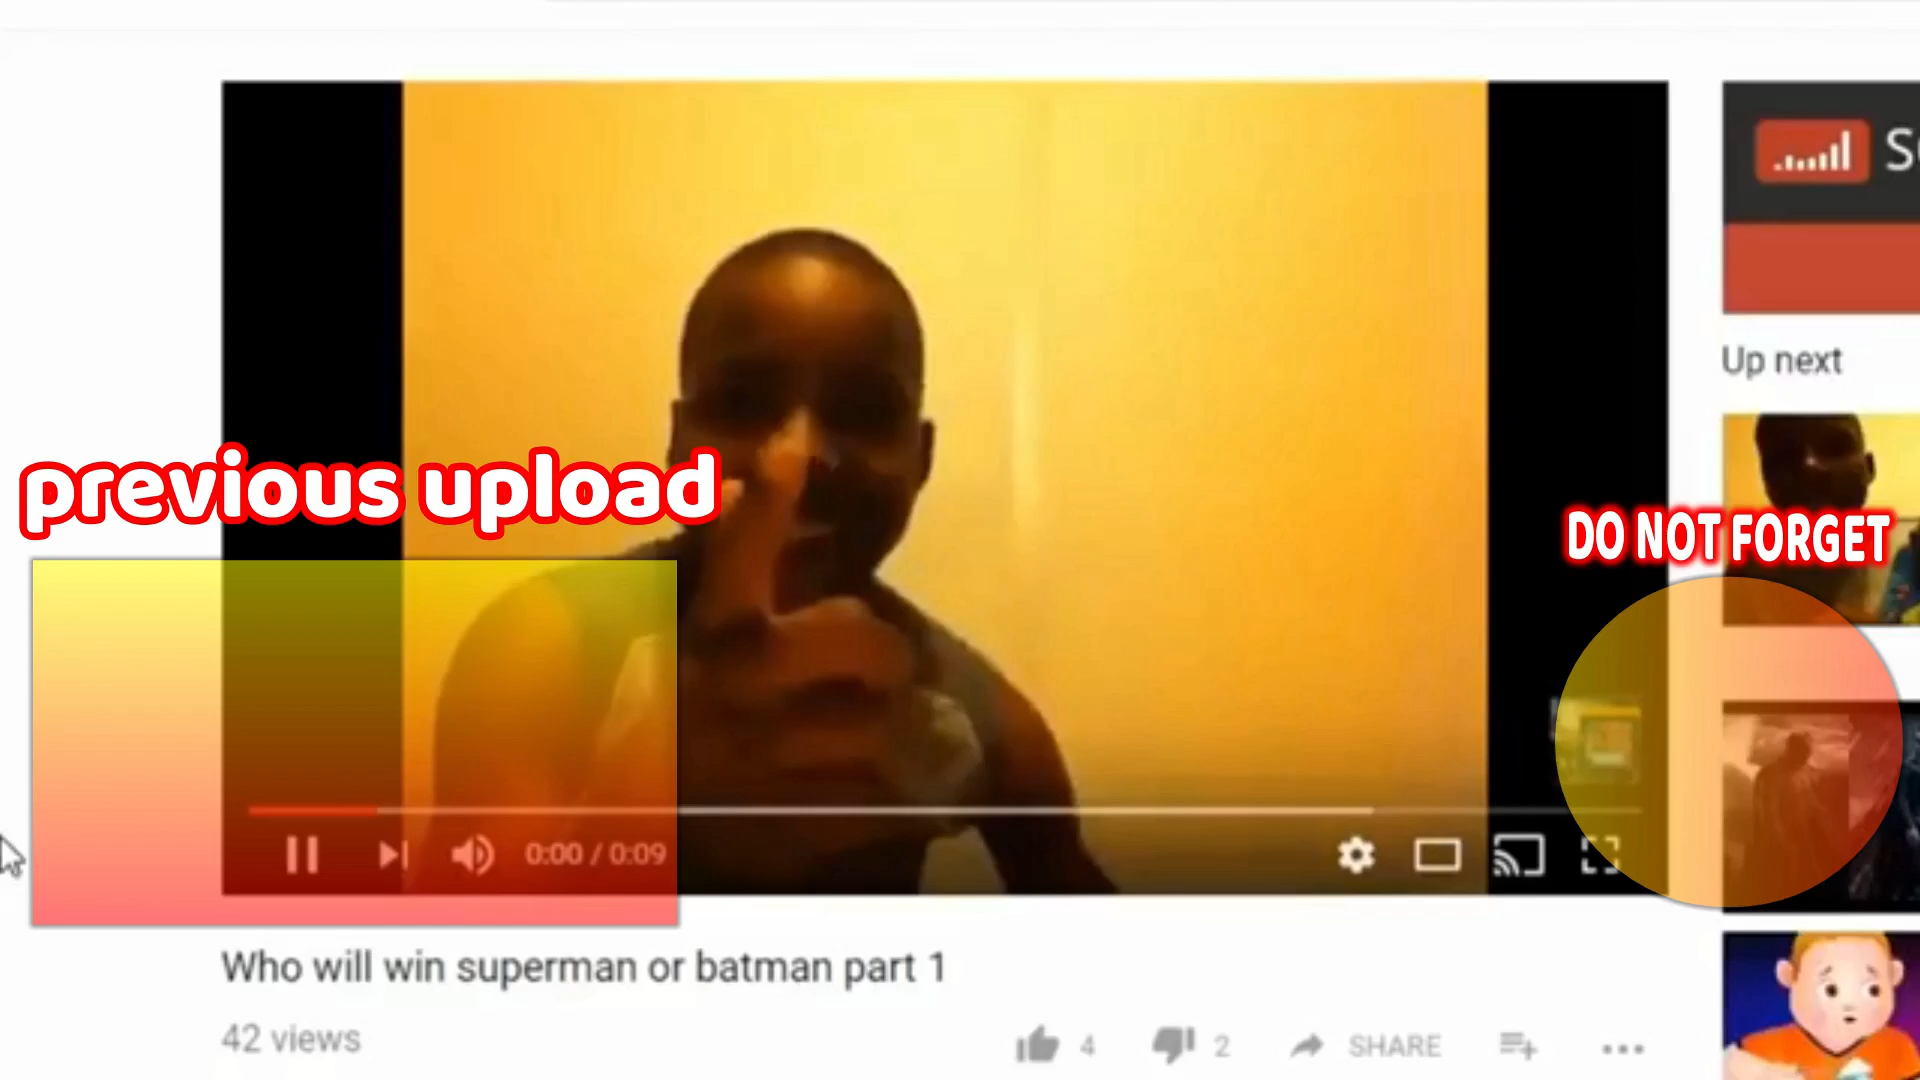 Up next
previous upload
DO NOT FORGET
0:00 / 0:09
Who will win superman or batman part 1
42 views
4
2
SHARE